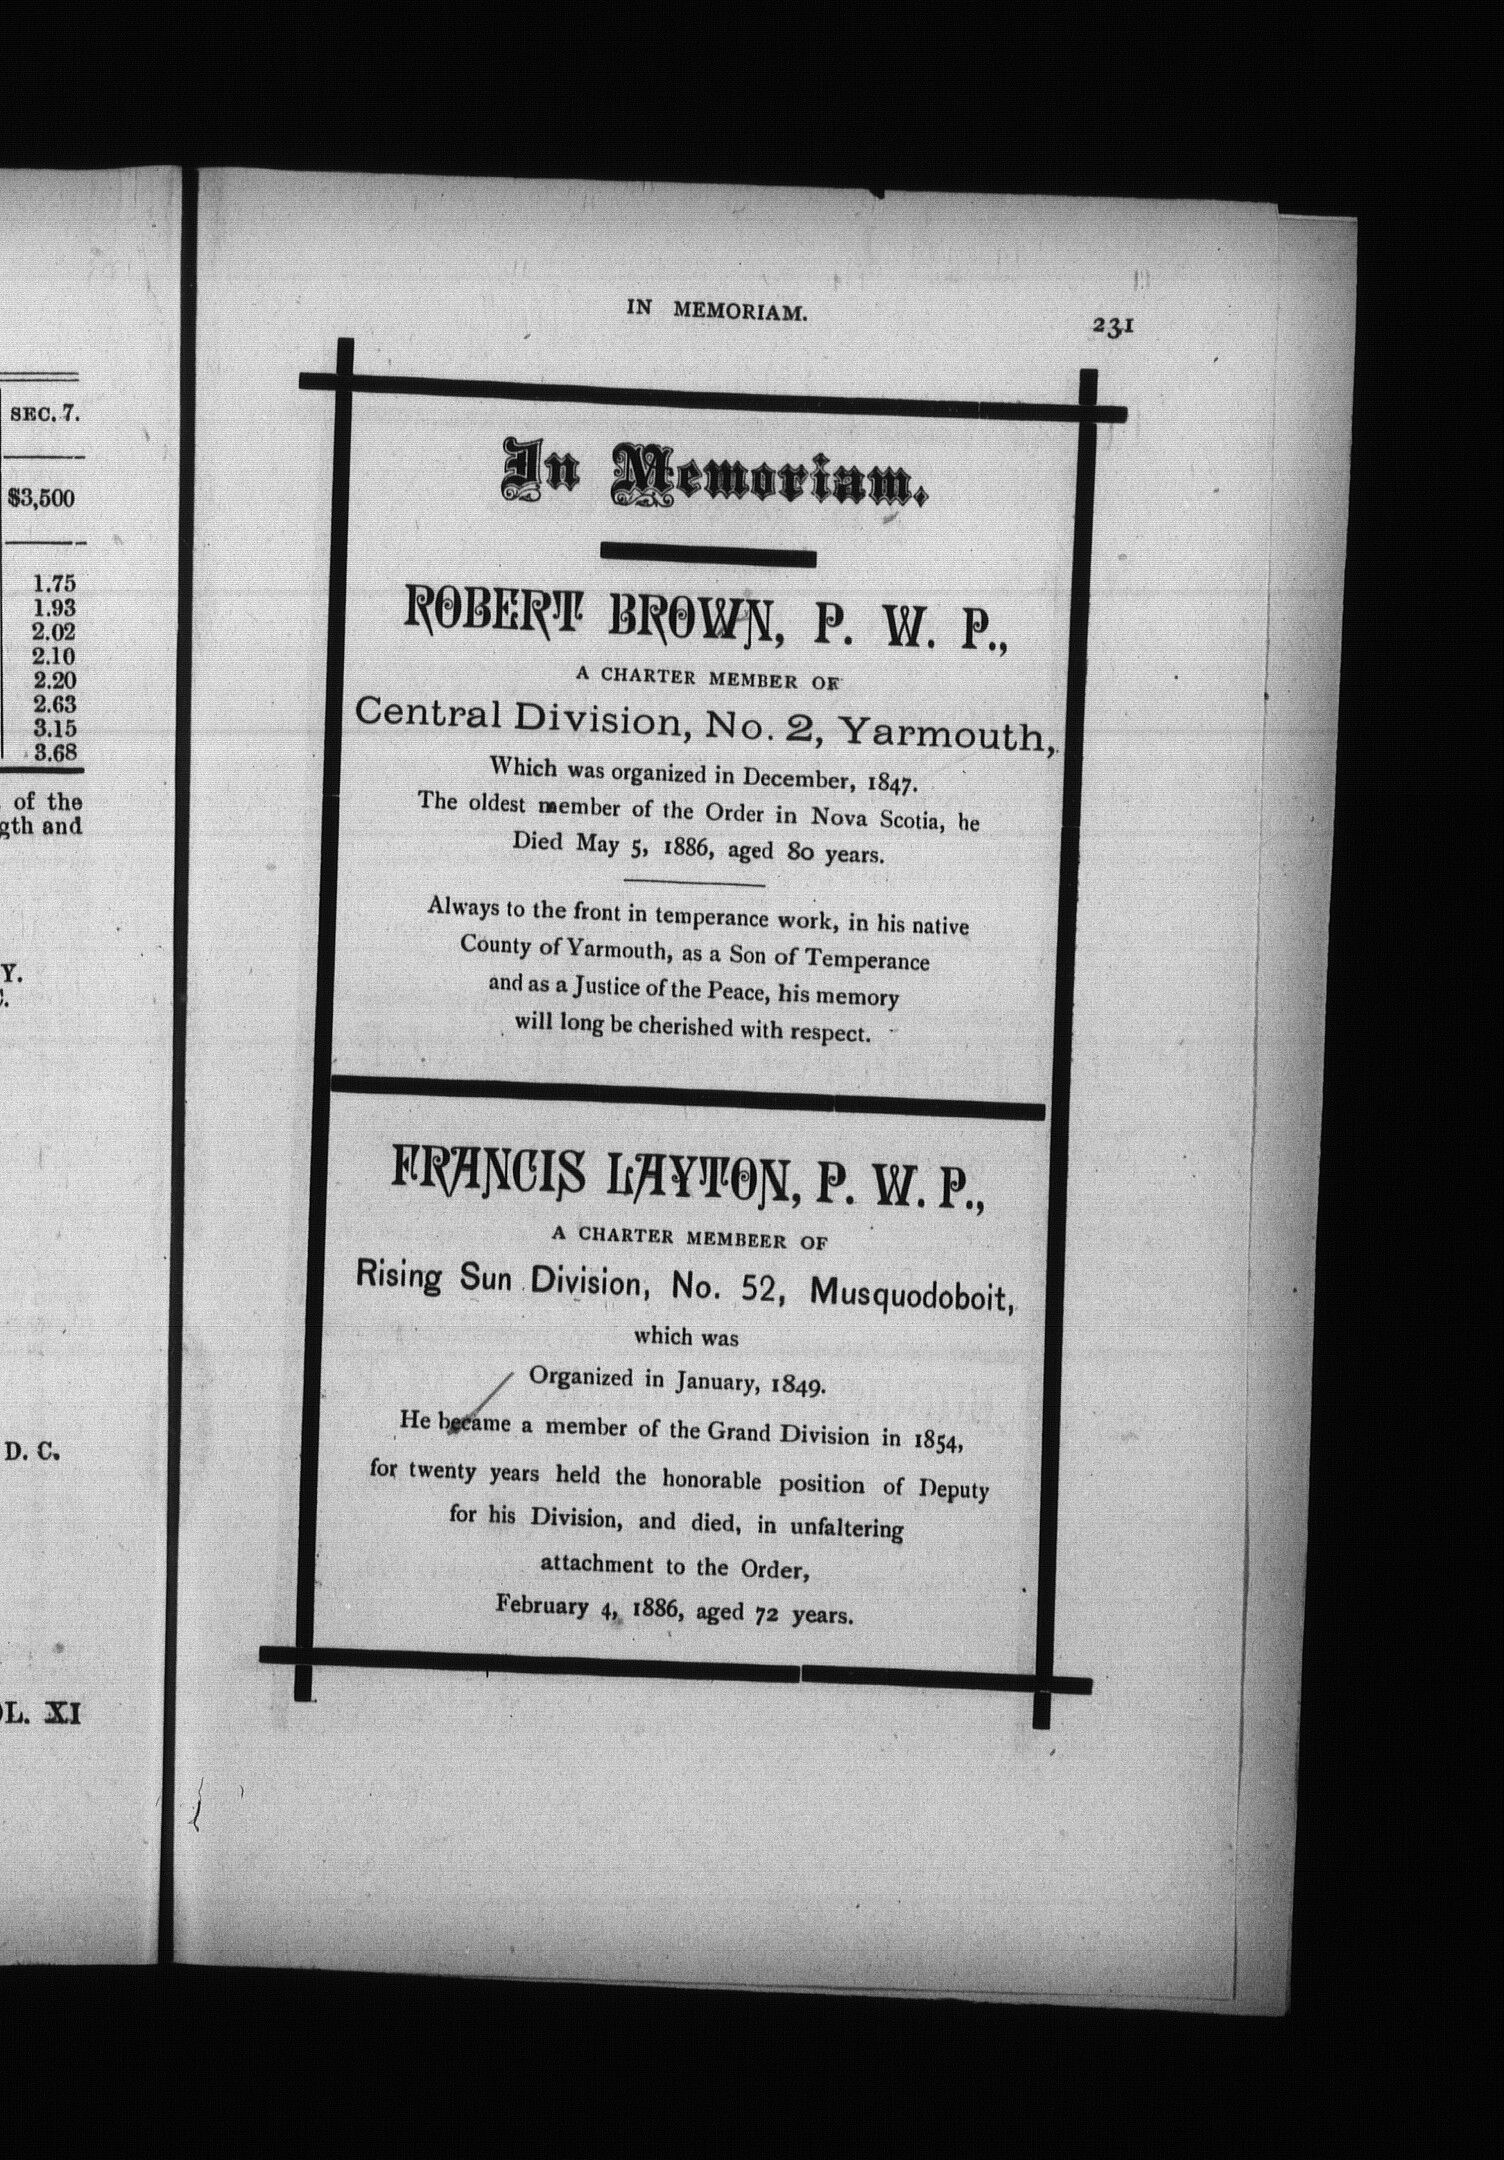 SEC. 7.
$3,500
1.75
1.93
2.02
2.10
2.20
2.63
3.15
3.68
of the
and
Y.
D. C.
XI
IN MEMORIAM.
231
In Memoriam.
ROBERT BROWN, P. W. P.,
A CHARTER MEMBER OF
Central Division, No. 2, Yarmouth,
Which was organized in December, 1847.
The oldest member of the Order in Nova Scotia, he
Died May 5, 1886, aged 80 years.
Always to the front in temperance work, in his native
County of Yarmouth, as a Son of Temperance
and as a Justice of the Peace, his memory
will long be cherished with respect.
FRANCIS LAYTON, P. W. P.,
A CHARTER MEMBEER OF
Rising Sun Division, No. 52, Musquodoboit,
which was
Organized in January, 1849.
He became a member of the Grand Division in 1854,
for twenty years held the honorable position of Deputy
for his Division, and died, in unfaltering
attachment to the Order,
February 4, 1886, aged 72 years.